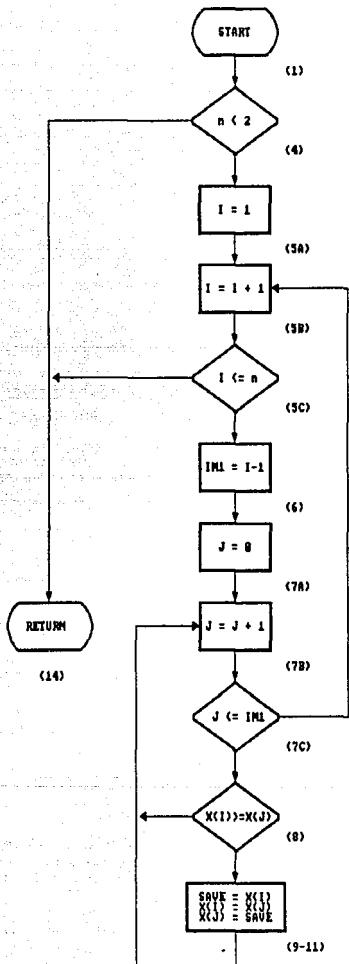 START
(1)
n < 2
(4)
I = 1
(5A)
I = I + 1
(5B)
I <= n
(5C)
IM1 = I-1
(6)
J = 0
(7A)
RETURN
(14)
J = J + 1
(7B)
J <= IM1
(7C)
X(I)>=X(J)
(8)
SAVE = X(I)
X(I) = X(J)
X(J) = SAVE
(9-11)